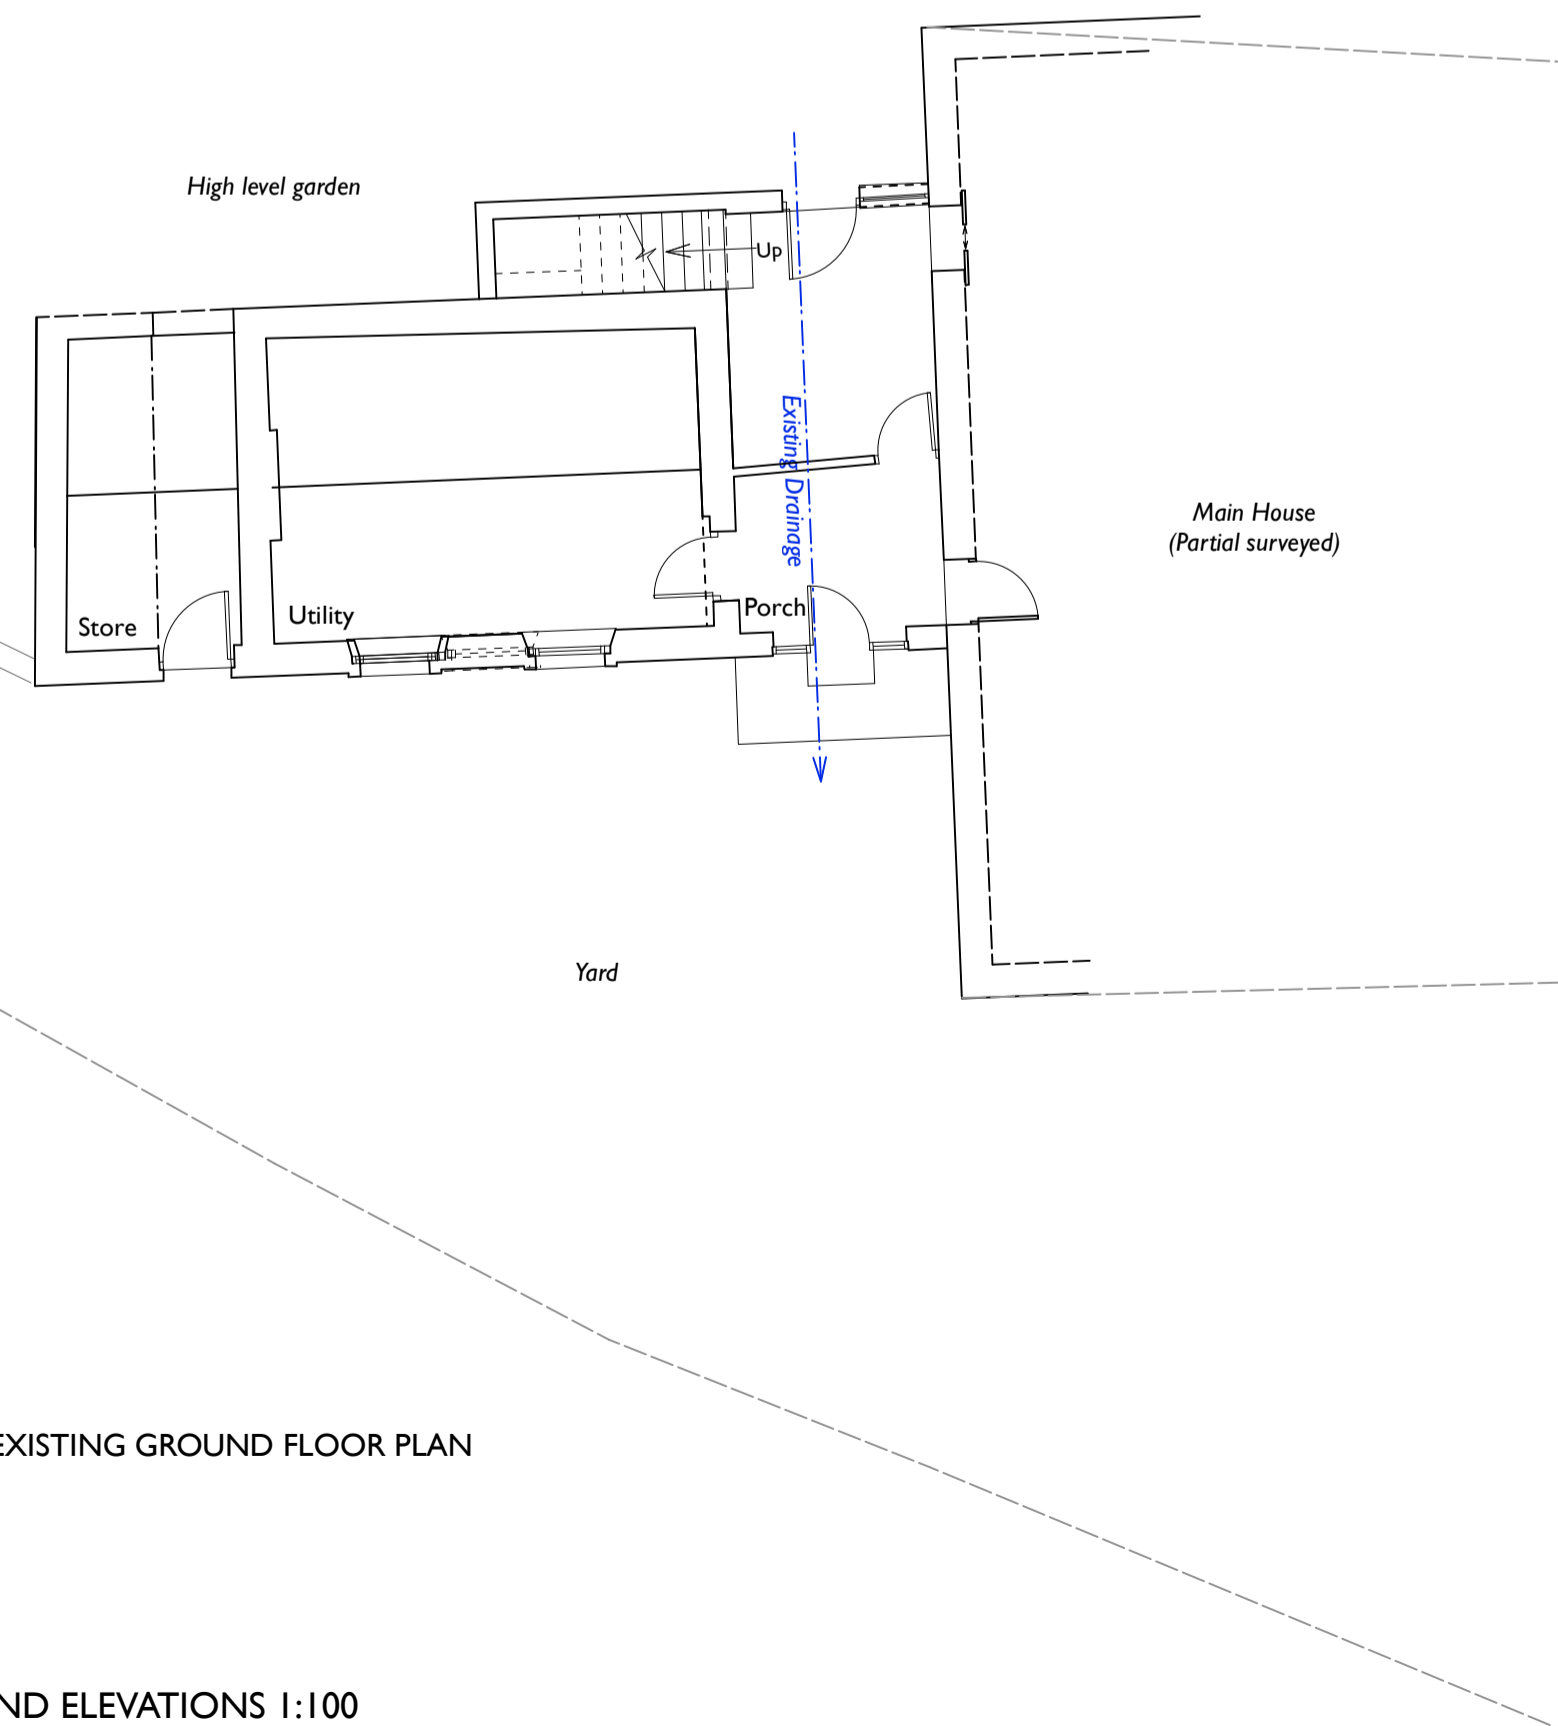 High level garden
Up
Existing Drainage
Main House
(Partial surveyed)
Store
Utility
Porch
Yard
EXISTING GROUND FLOOR PLAN
ND ELEVATIONS 1:100